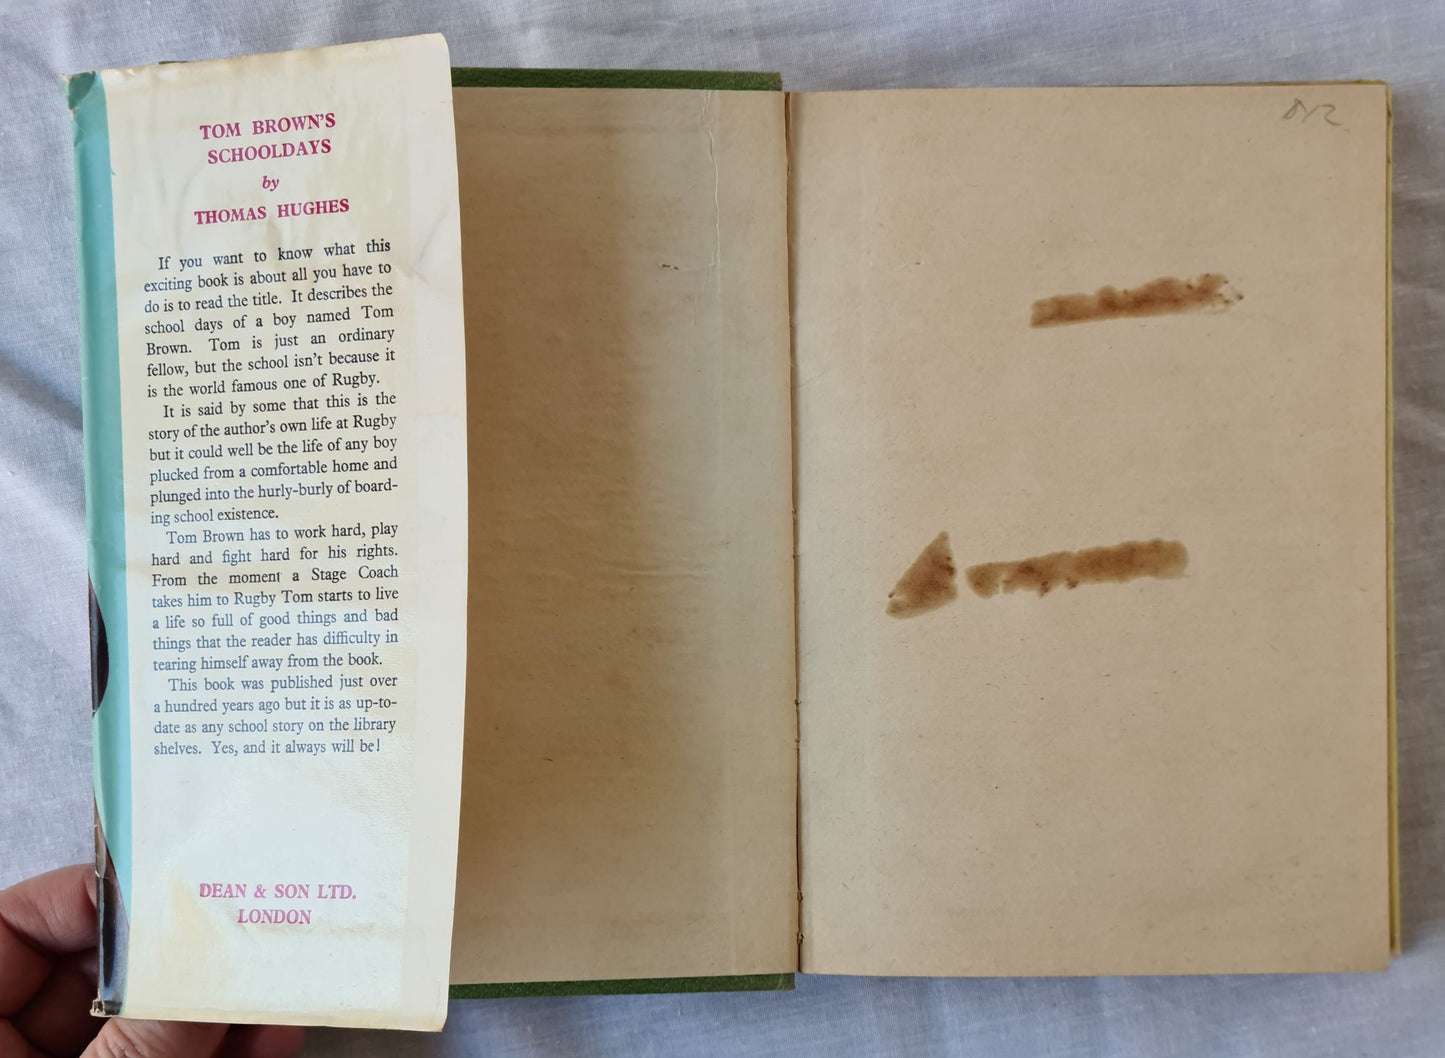 TOM BROWN'S
SCHOOLDAYS
by
THOMAS HUGHES
If you want to know what this
exciting book is about all you have to
do is to read the title. It describes the
school days of a boy named Tom
Brown. Tom is just an ordinary
fellow, but the school isn't because it
is the world famous one of Rugby.
It is said by some that this is the
story of the author's own life at Rugby
but it could well be the life of any boy
plucked from a comfortable home and
plunged into the hurly-burly of board-
ing school existence.
Tom Brown has to work hard, play
hard and fight hard for his rights.
From the moment a Stage Coach
takes him to Rugby Tom starts to live
a life so full of good things and bad
things that the reader has difficulty in
tearing himself away from the book.
This book was published just over
a hundred years ago but it is as up-to-
date as any school story on the library
shelves. Yes, and it always will be!
DEAN & SON LTD.
LONDON